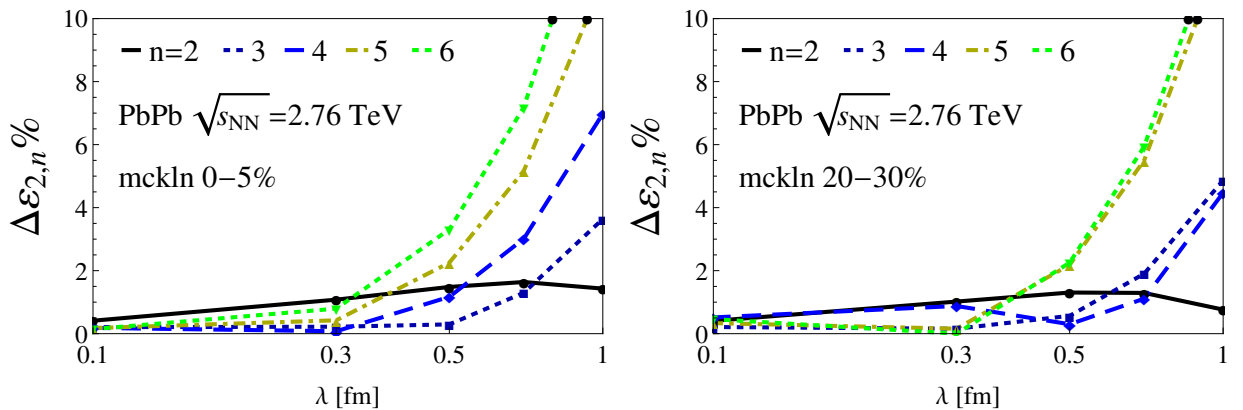 10
8
6
4
2
0
Δε2,n%
n=2 3 4 5 6
PbPb √sNN =2.76 TeV
mckln 0–5%
0.1 0.3 0.5 1
λ [fm]
10
8
6
4
2
0
Δε2,n%
n=2 3 4 5 6
PbPb √sNN =2.76 TeV
mckln 20–30%
0.1 0.3 0.5 1
λ [fm]